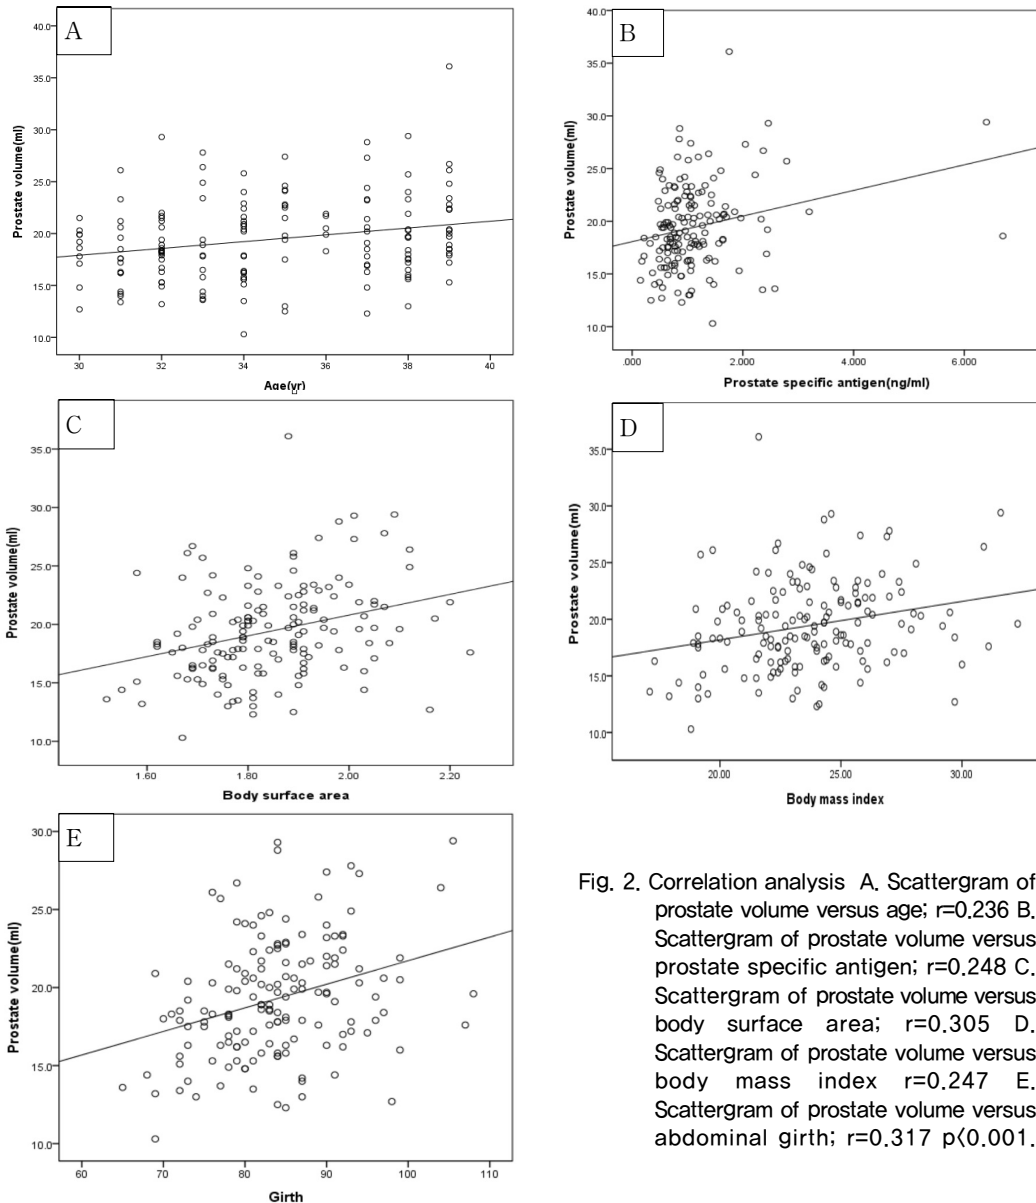 A
40.0
35.0
30.0
25.0
20.0
15.0
10.0
Prostate volume(ml)
30
32
34
36
38
40
Age(yr)
B
40.0
35.0
30.0
25.0
20.0
15.0
10.0
Prostate volume(ml)
.000
2.000
4.000
6.000
Prostate specific antigen(ng/ml)
C
35.0
30.0
25.0
20.0
15.0
10.0
Prostate volume(ml)
1.60
1.80
2.00
2.20
Body surface area
D
35.0
30.0
25.0
20.0
15.0
10.0
Prostate volume(ml)
20.00
25.00
30.00
Body mass index
E
30.0
25.0
20.0
15.0
10.0
Prostate volume(ml)
60
70
80
90
100
110
Girth
Fig. 2. Correlation analysis A. Scattergram of
prostate volume versus age; r=0.236 B.
Scattergram of prostate volume versus
prostate specific antigen; r=0.248 C.
Scattergram of prostate volume versus
body surface area; r=0.305 D.
Scattergram of prostate volume versus
body mass index r=0.247 E.
Scattergram of prostate volume versus
abdominal girth; r=0.317 p<0.001.